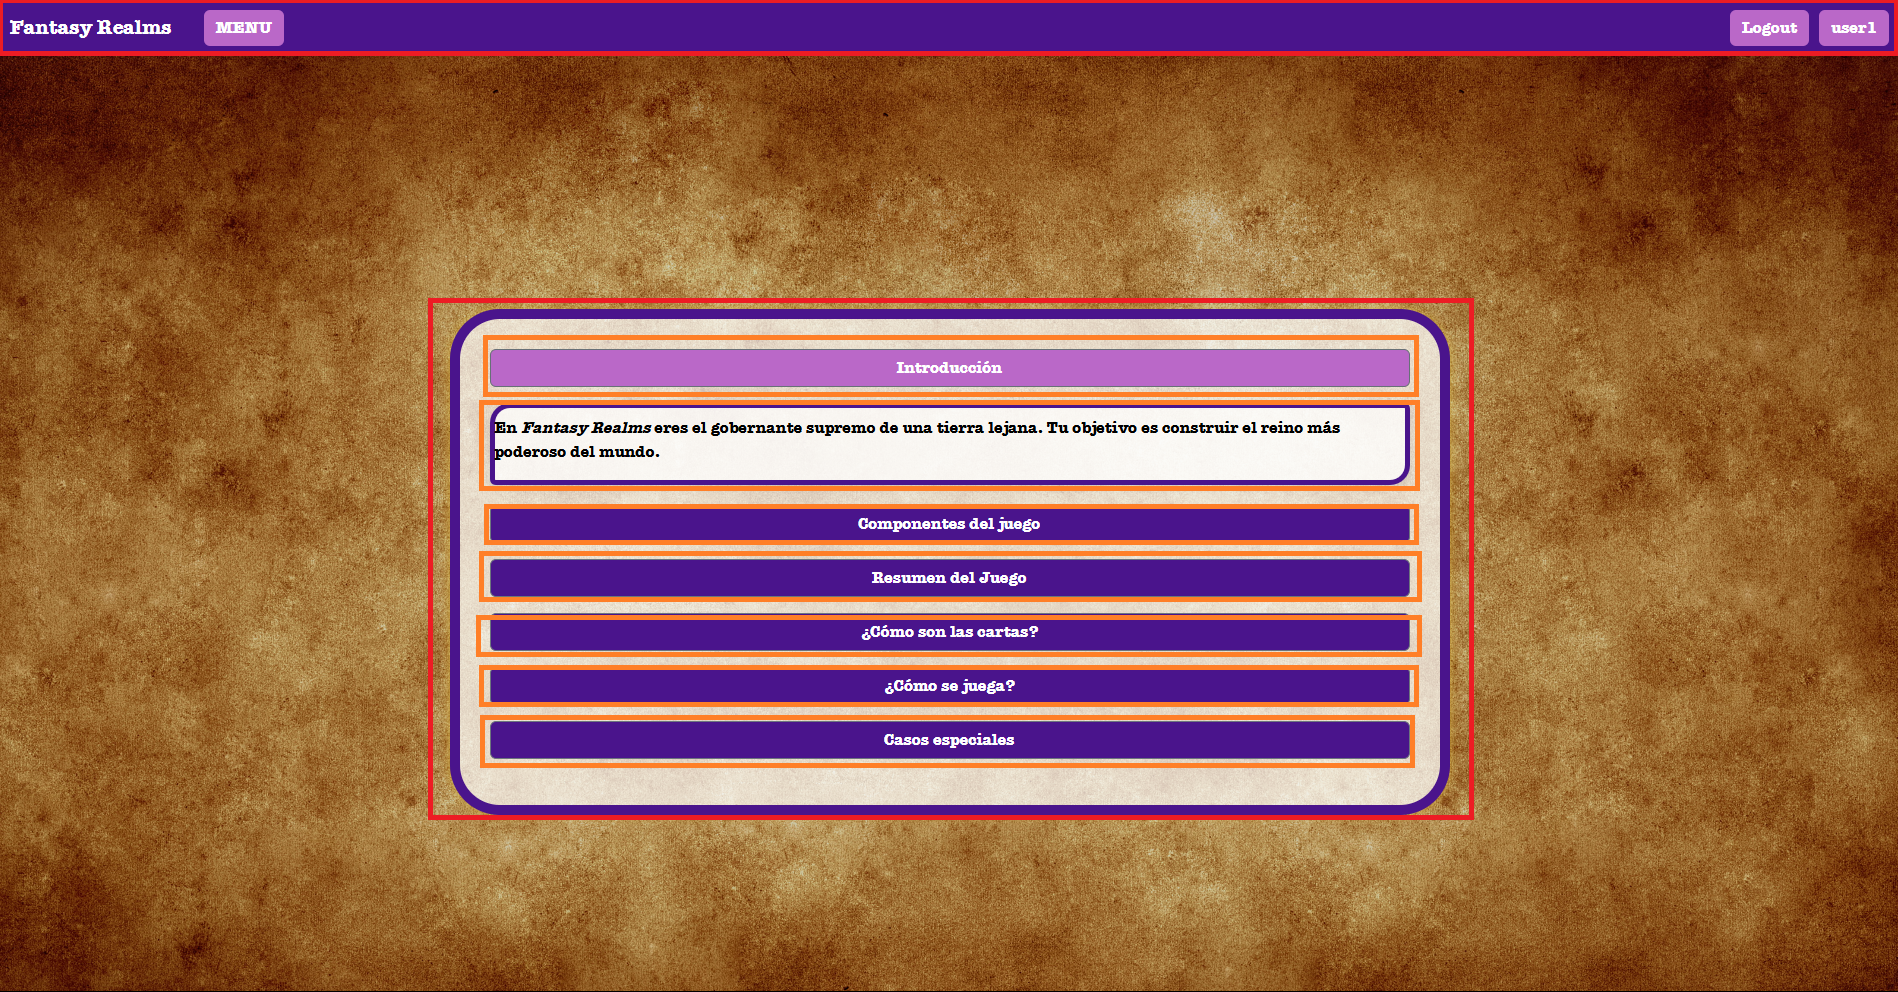 Fantasy Realms MENU Logout user1
Introducción
En Fantasy Realms eres el gobernante supremo de una tierra lejana. Tu objetivo es construir el reino más
poderoso del mundo.
Componentes del juego
Resumen del Juego
¿Cómo son las cartas?
¿Cómo se juega?
Casos especiales